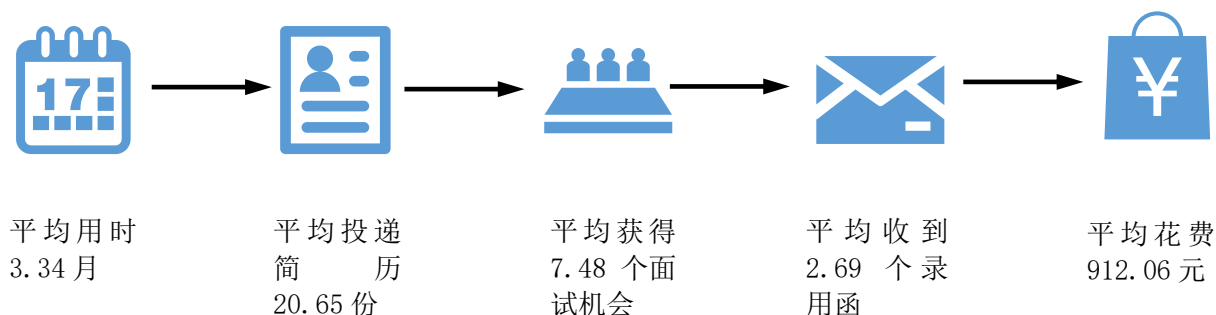 17
¥
平均用时
3.34月
平均投递
简历
20.65份
平均获得
7.48 个面
试机会
平均收到
2.69 个录
用函
平均花费
912.06元